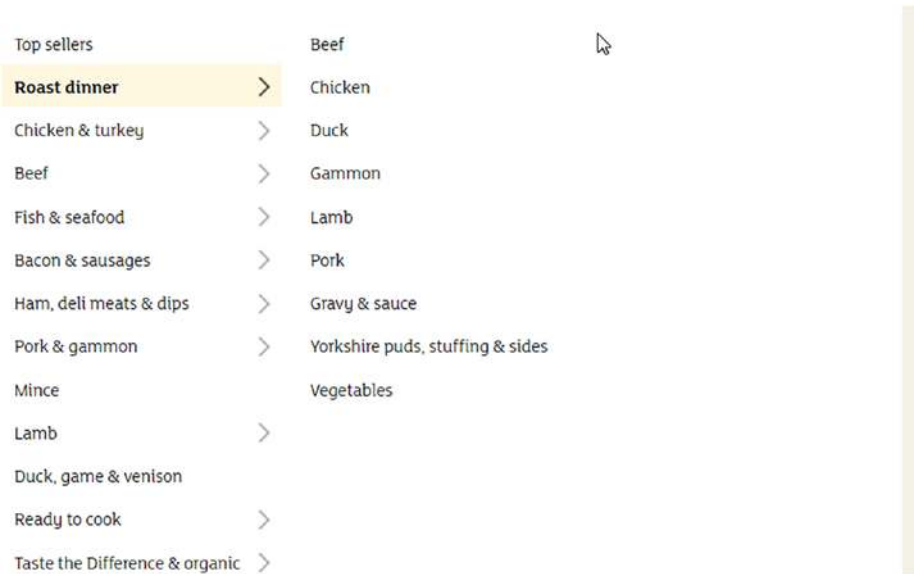 Top sellers
Roast dinner
Chicken & turkey
Beef
Fish & seafood
Bacon & sausages
Ham, deli meats & dips
Pork & gammon
Mince
Lamb
Duck, game & venison
Ready to cook
Taste the Difference & organic
Beef
Chicken
Duck
Gammon
Lamb
Pork
Gravy & sauce
Yorkshire puds, stuffing & sides
Vegetables